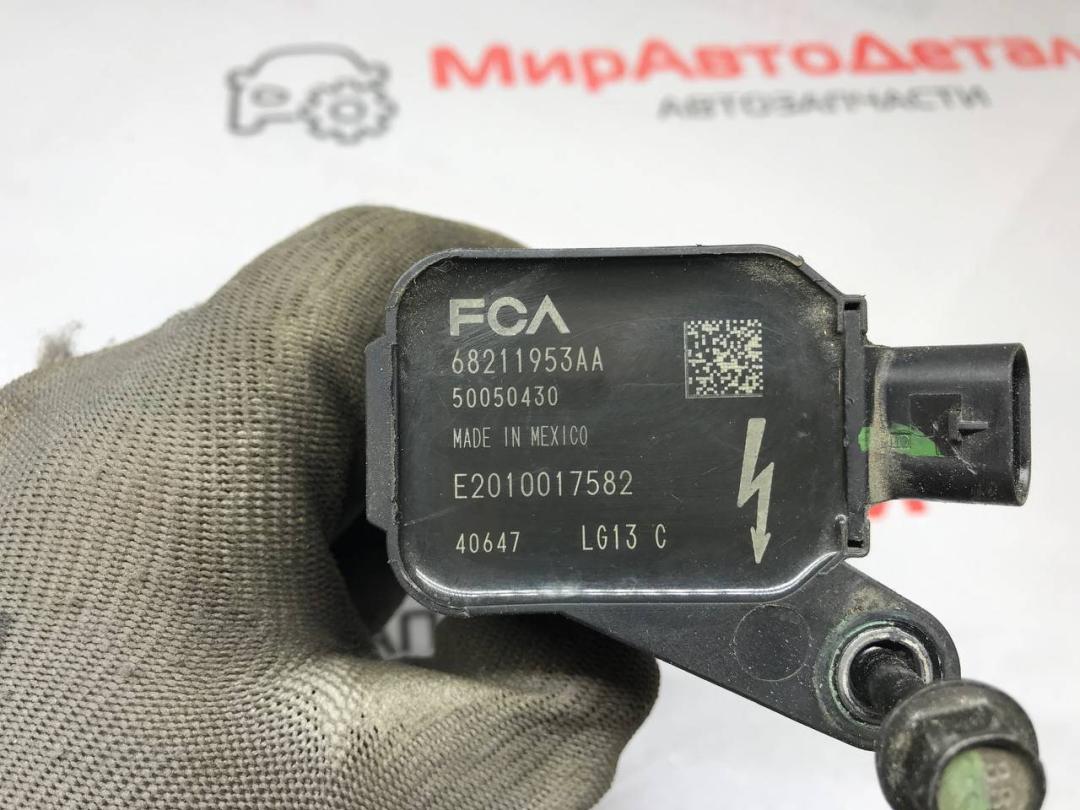 МирАвтоДетал
АВТОЗАПЧАСТИ
FCA
68211953AA
50050430
MADE IN MEXICO
E2010017582
40647 LG13 C